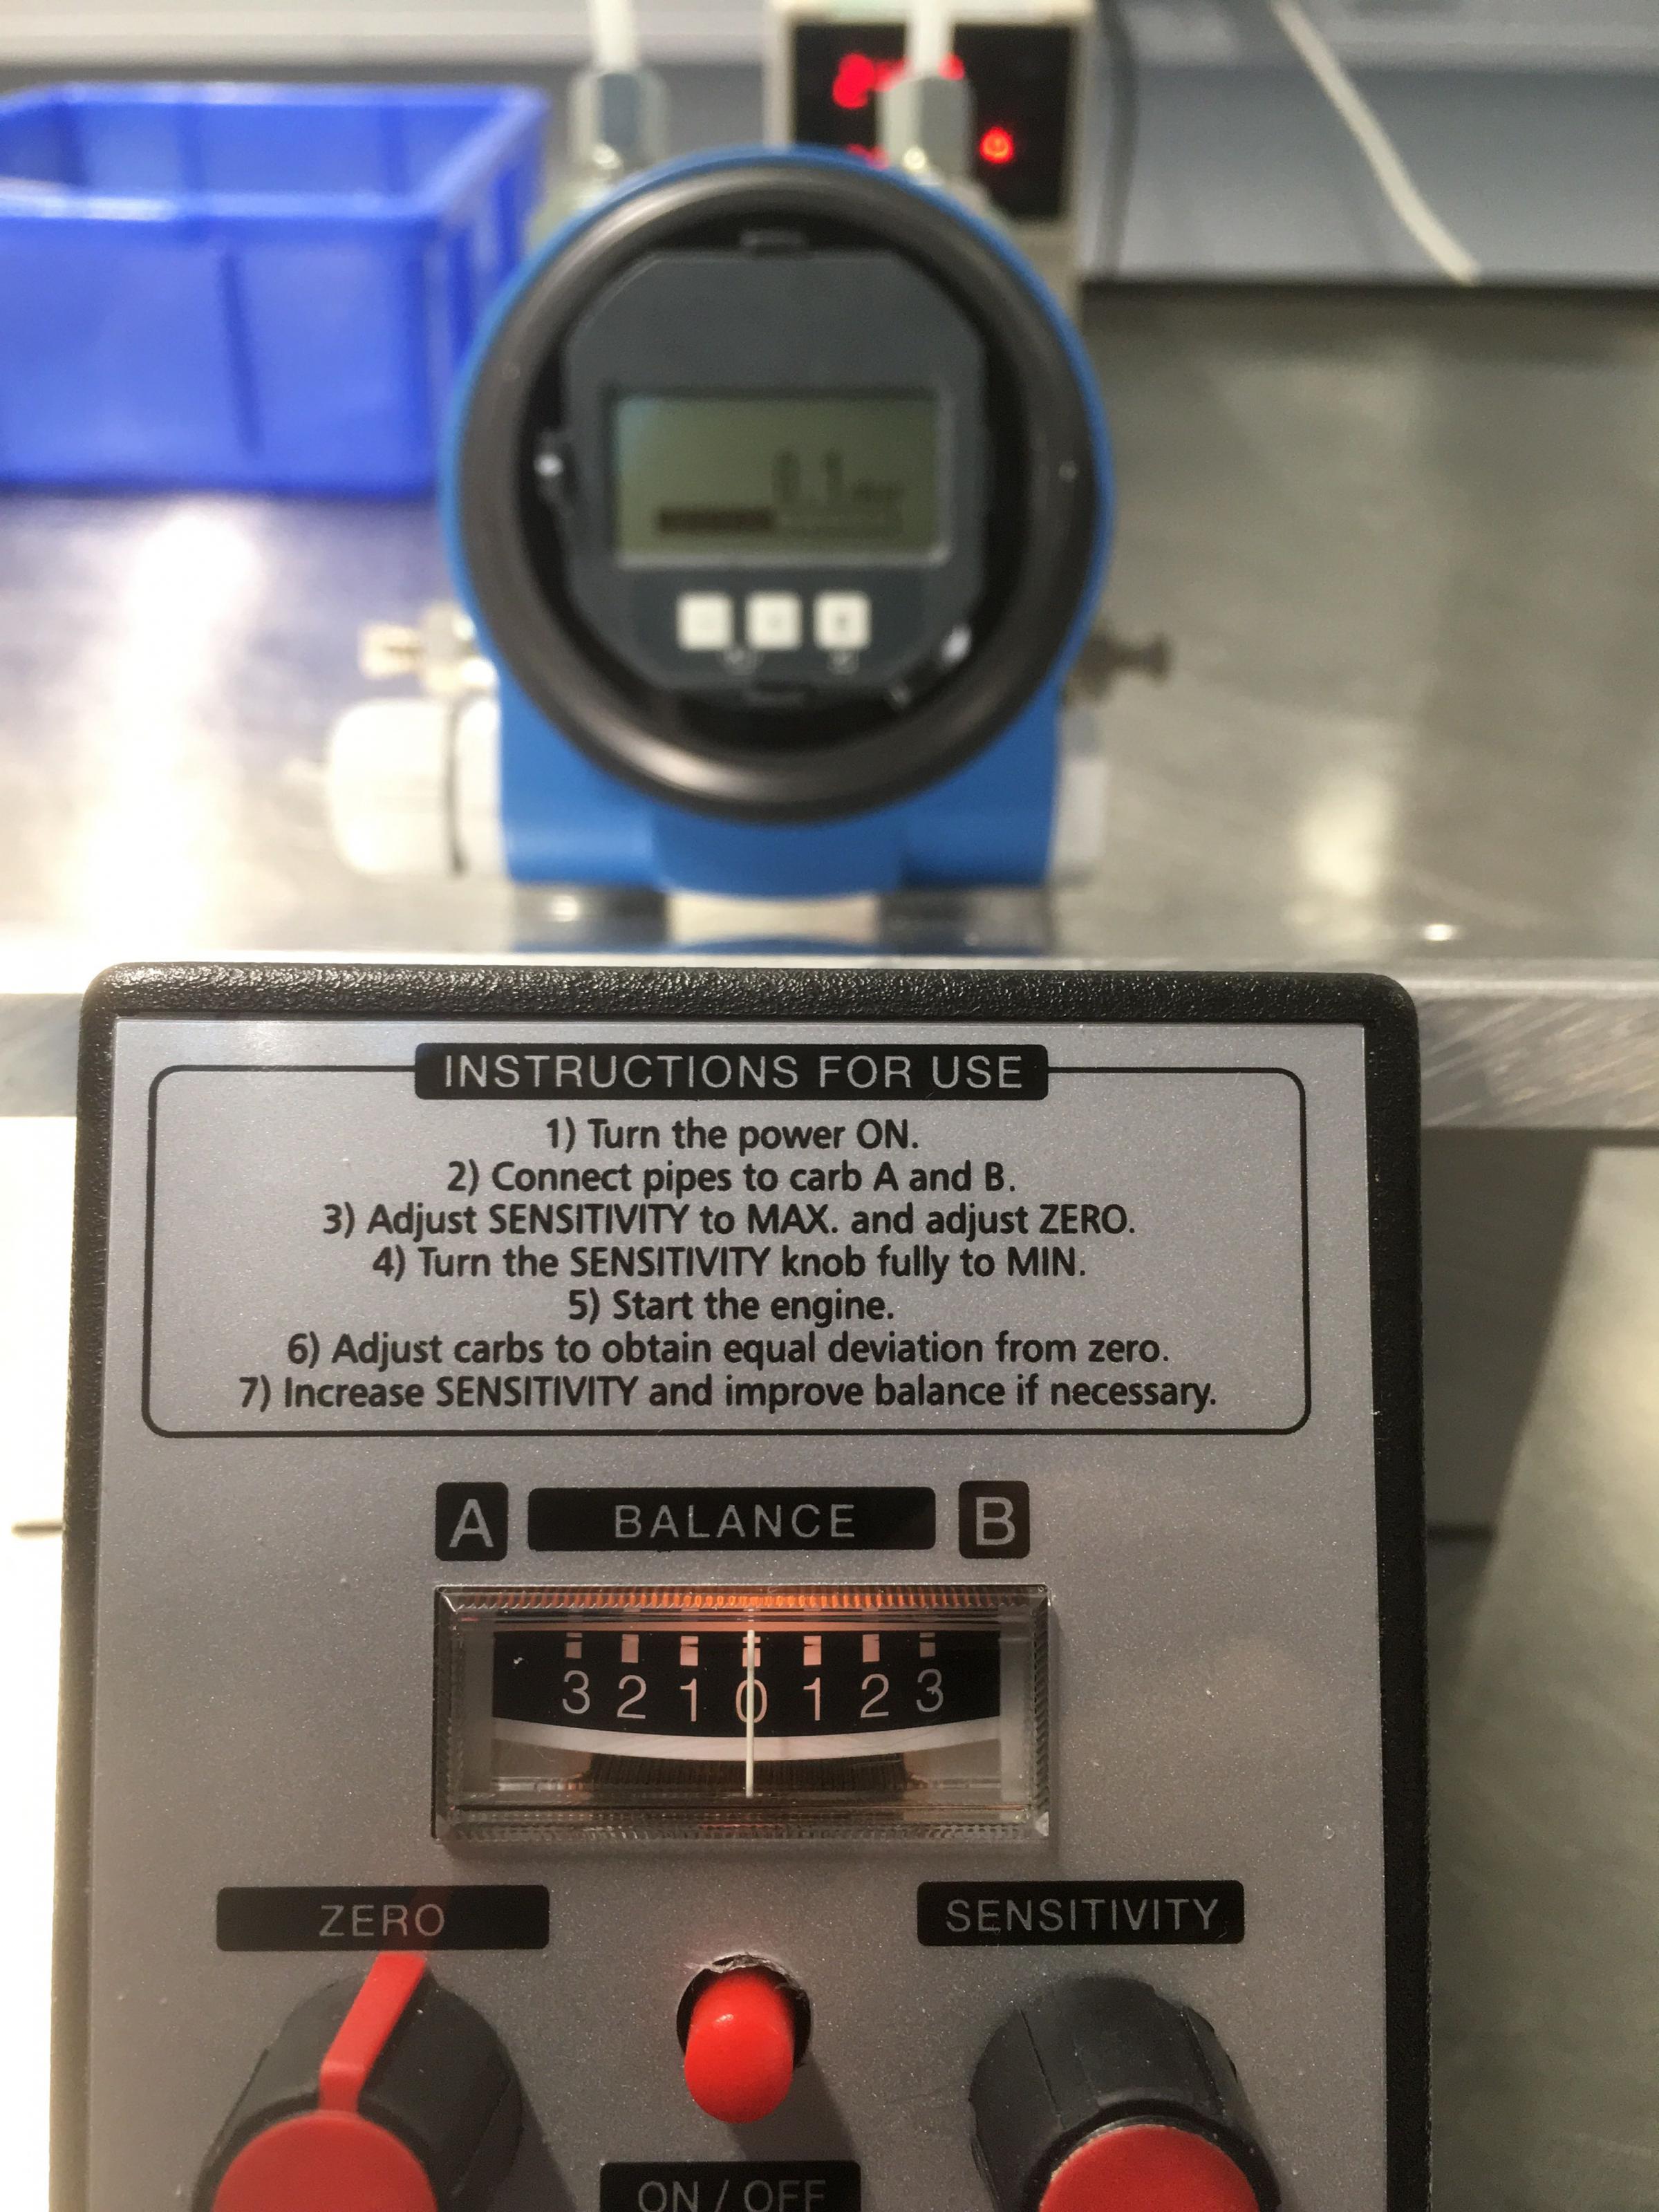 0.1
INSTRUCTIONS FOR USE
1) Turn the power ON.
2) Connect pipes to carb A and B.
3) Adjust SENSITIVITY to MAX. and adjust ZERO.
4) Turn the SENSITIVITY knob fully to MIN.
5) Start the engine.
6) Adjust carbs to obtain equal deviation from zero.
7) Increase SENSITIVITY and improve balance if necessary.
A BALANCE B
3 2 1 0 1 2 3
ZERO SENSITIVITY
ON / OFF